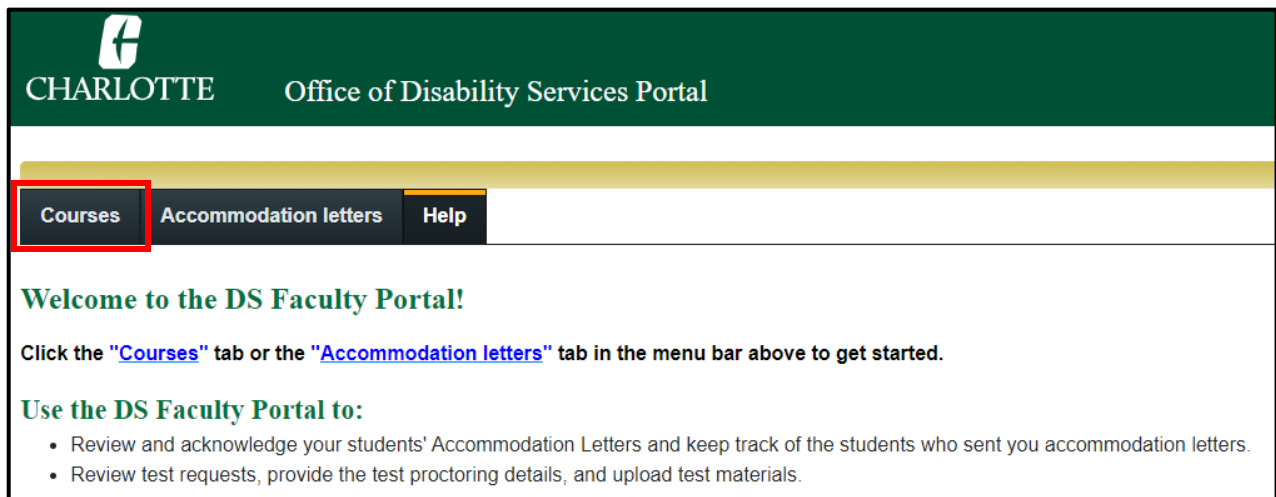 CHARLOTTE
Office of Disability Services Portal
Courses Accommodation letters Help
Welcome to the DS Faculty Portal!
Click the "Courses" tab or the "Accommodation letters" tab in the menu bar above to get started.
Use the DS Faculty Portal to:
• Review and acknowledge your students' Accommodation Letters and keep track of the students who sent you accommodation letters.
• Review test requests, provide the test proctoring details, and upload test materials.